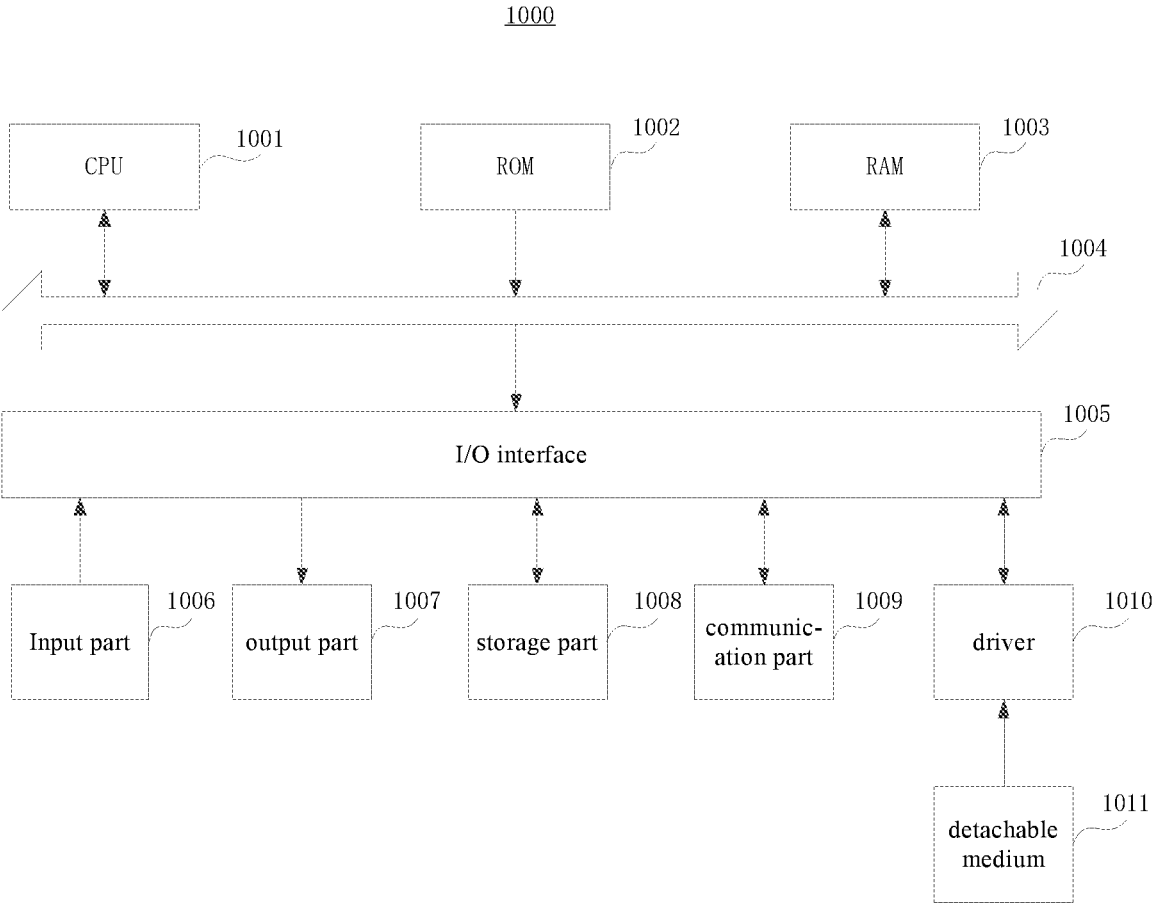 1000
CPU
1001
ROM
1002
RAM
1003
1004
I/O interface
1005
Input part
1006
output part
1007
storage part
1008
communic-
ation part
1009
driver
1010
detachable
medium
1011